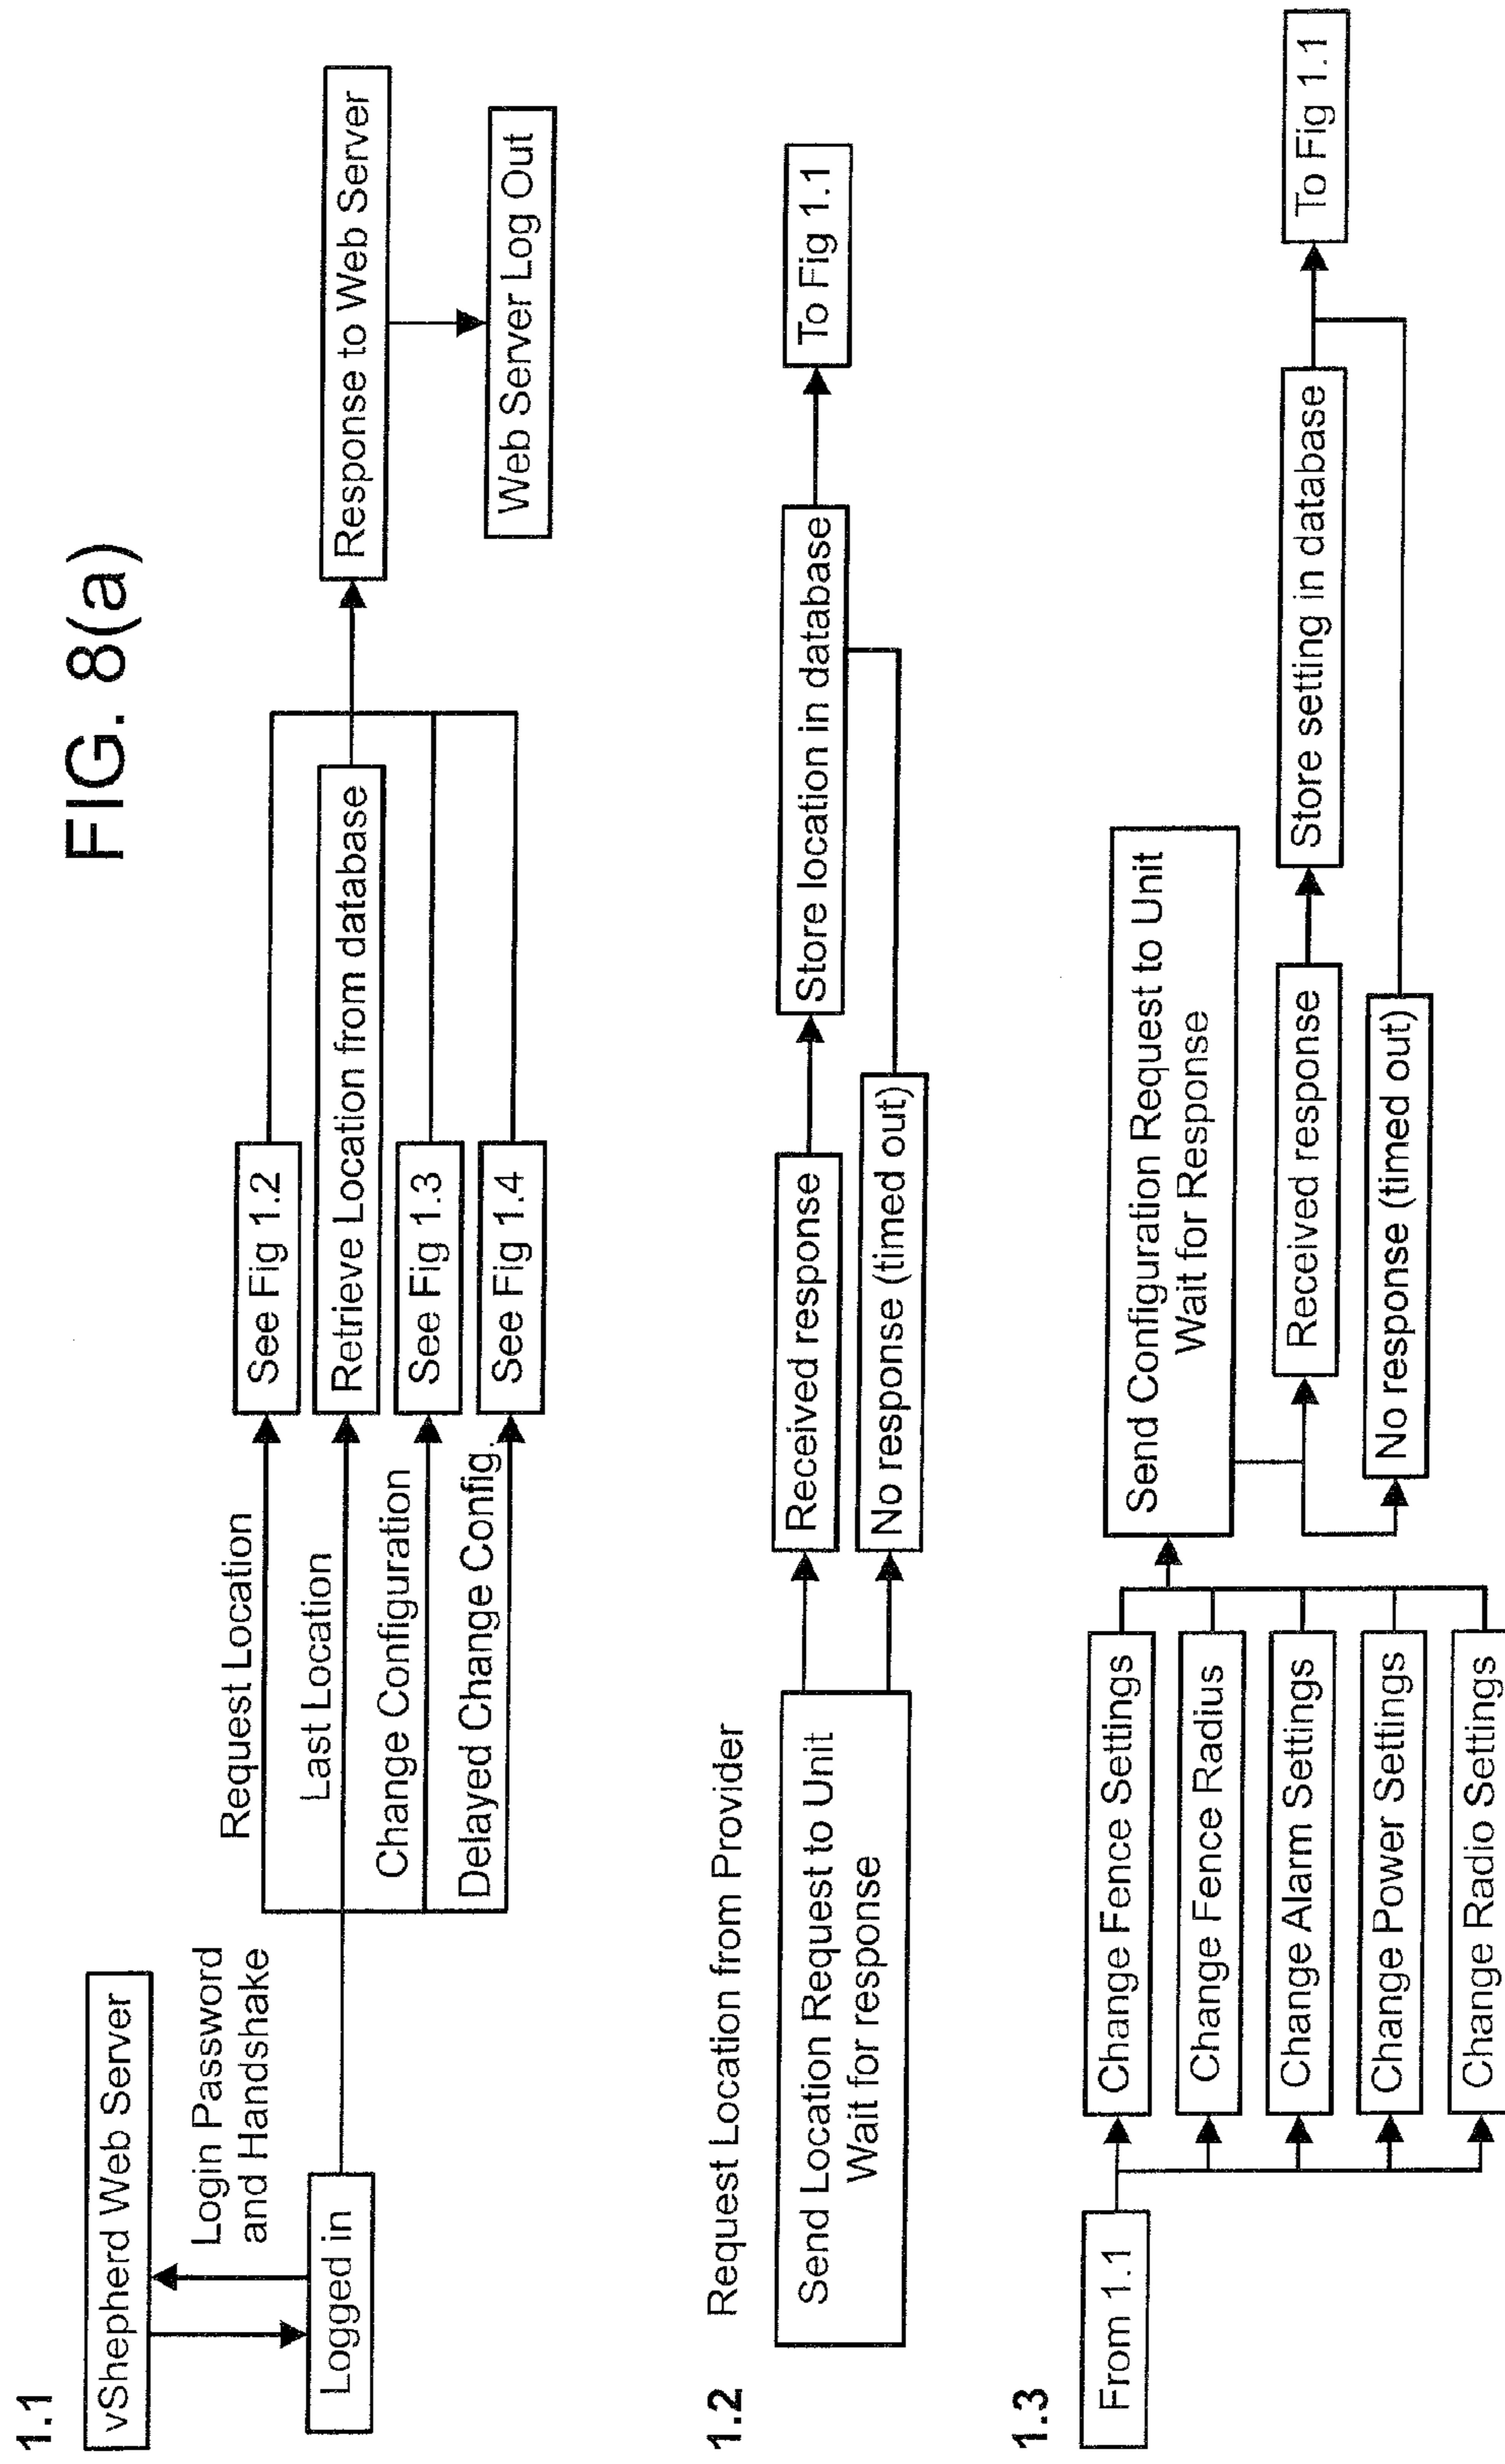 FIG. 8(a)
1.1
vShepherd Web Server
Login Password
and Handshake
Logged in
Request Location
Last Location
Change Configuration
Delayed Change Config.
See Fig 1.2
Retrieve Location from database
See Fig 1.3
See Fig 1.4
Response to Web Server
Web Server Log Out
1.2
Request Location from Provider
Send Location Request to Unit
Wait for response
Received response
No response (timed out)
Store location in database
To Fig 1.1
1.3
From 1.1
Change Fence Settings
Change Fence Radius
Change Alarm Settings
Change Power Settings
Change Radio Settings
Send Configuration Request to Unit
Wait for Response
Received response
No response (timed out)
Store setting in database
To Fig 1.1